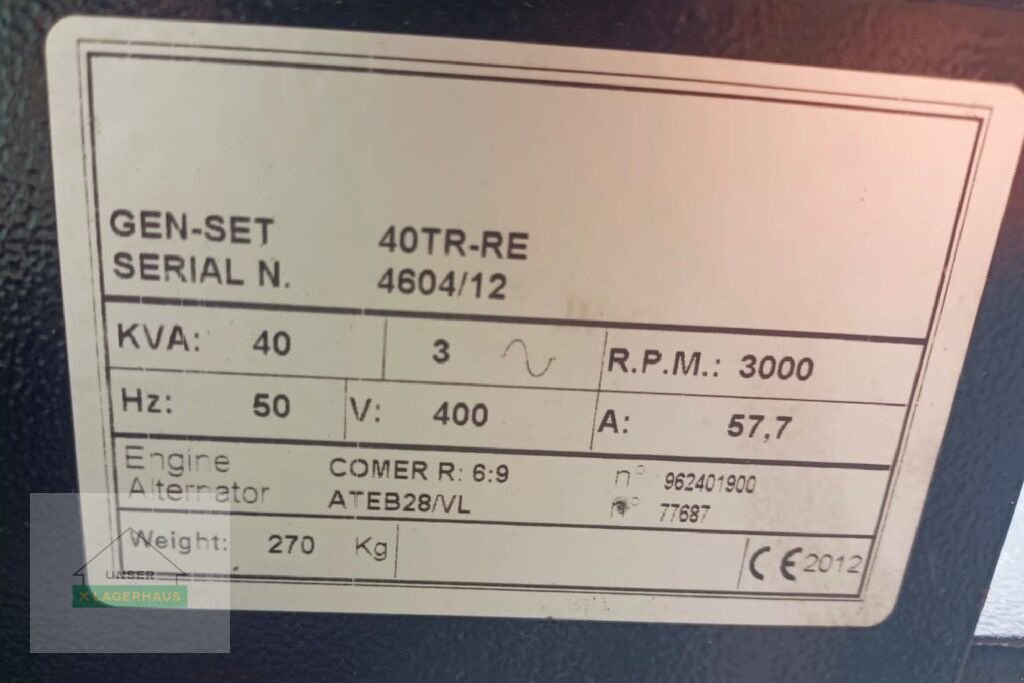 GEN-SET 40TR-RE
SERIAL N. 4604/12
KVA: 40 3 R.P.M.: 3000
Hz: 50 V: 400 A: 57,7
Engine COMER R: 6:9 n° 962401900
Alternator ATEB28/VL n° 77687
Weight: 270 Kg CE 2012
UNSER
X LAGERHAUS